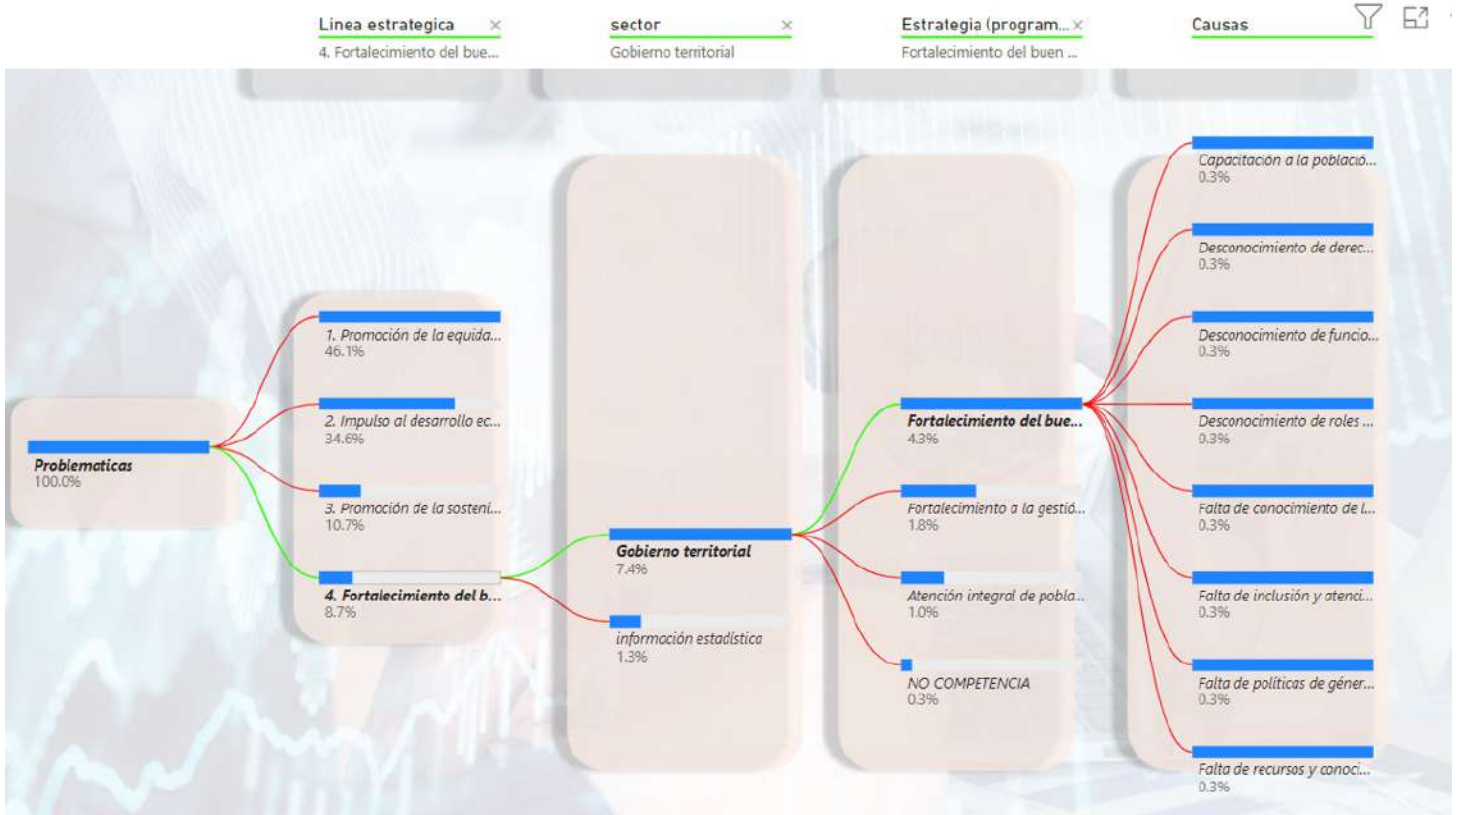 Linea estrategica
4. Fortalecimiento del bue...
sector
Gobierno territorial
Estrategia (program...
Fortalecimiento del buen ...
Causas
Problematicas
100.0%
1. Promoción de la equida...
46.1%
2. Impulso al desarrollo ec...
34.6%
3. Promoción de la sosteni...
10.7%
4. Fortalecimiento del b...
8.7%
Gobierno territorial
7.4%
información estadística
1.3%
Fortalecimiento del bue...
4.3%
Fortalecimiento a la gestió...
1.8%
Atención integral de pobla...
1.0%
NO COMPETENCIA
0.3%
Capacitación a la població...
0.3%
Desconocimiento de derec...
0.3%
Desconocimiento de funcio...
0.3%
Desconocimiento de roles ...
0.3%
Falta de conocimiento de l...
0.3%
Falta de inclusión y atenci...
0.3%
Falta de políticas de géner...
0.3%
Falta de recursos y conoci...
0.3%